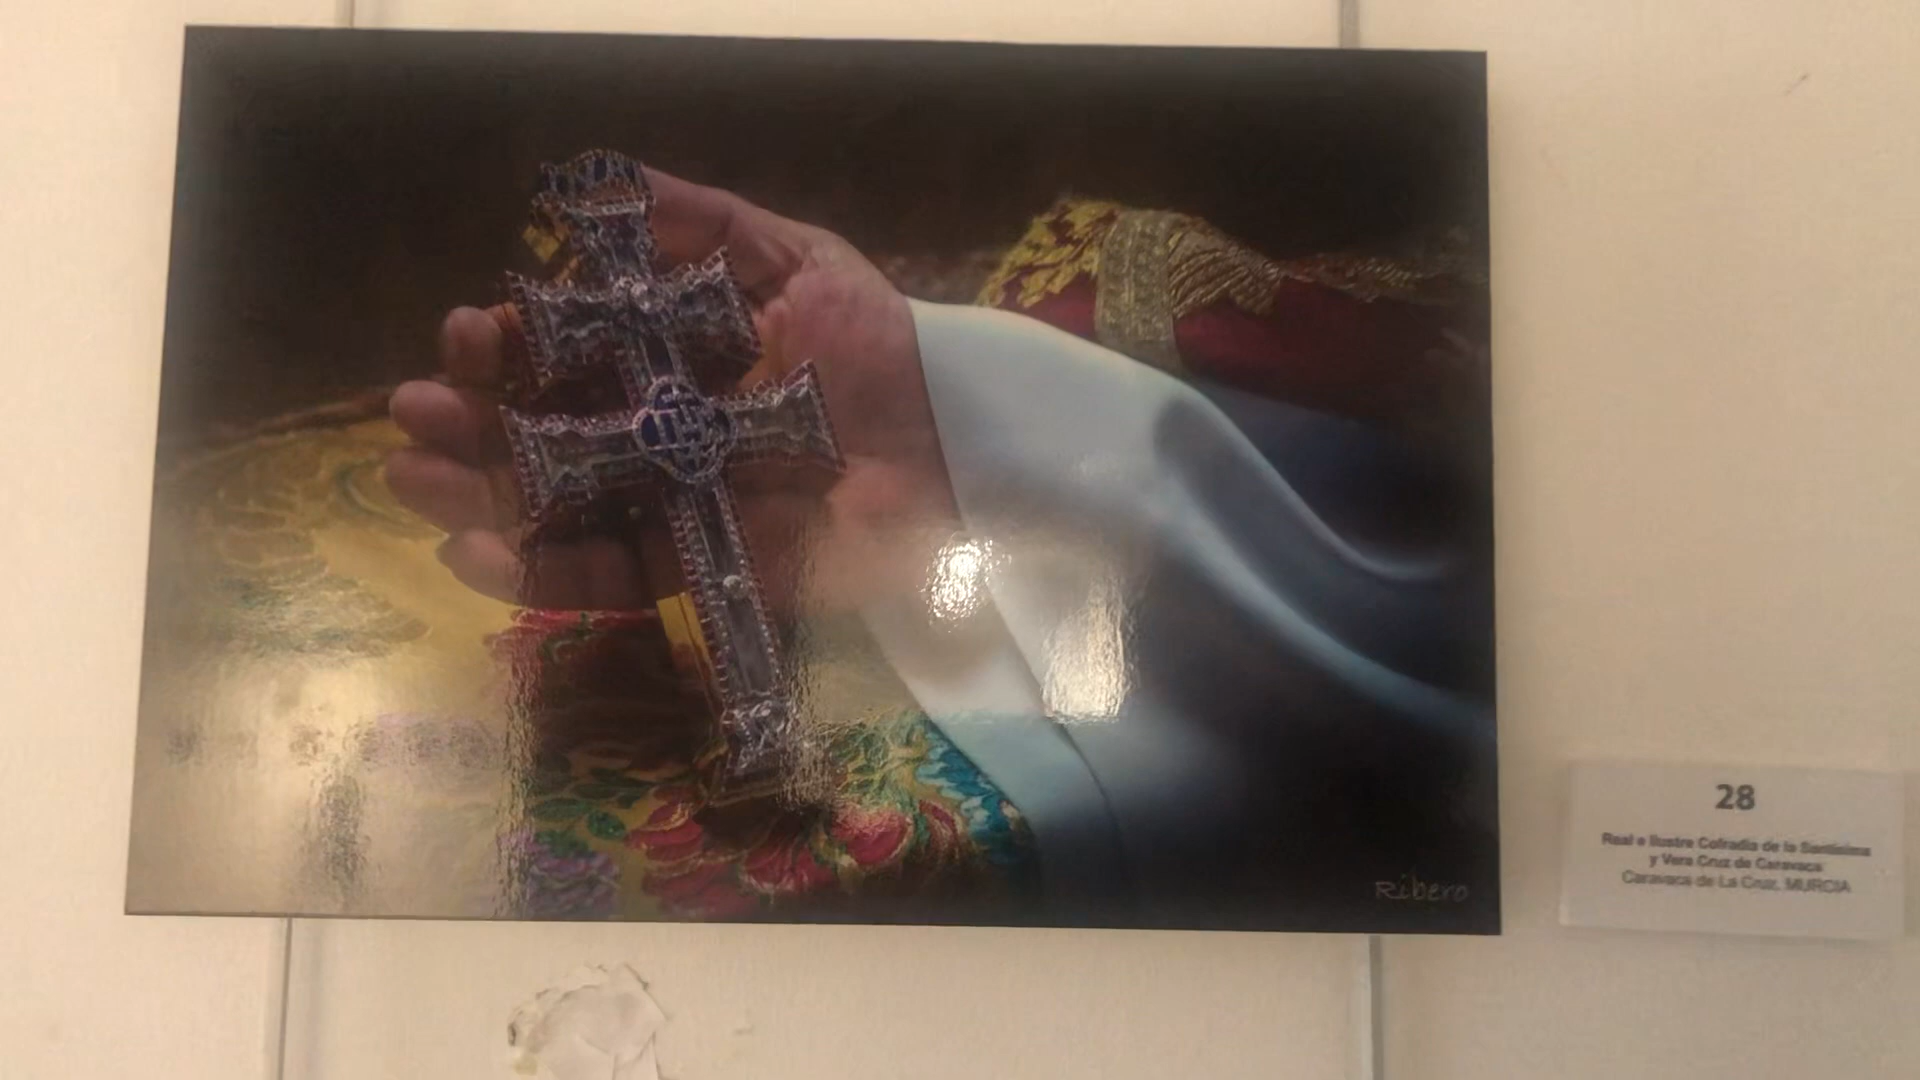 Ribero
28
Real e Ilustre Cofradía de la Santísima
y Vera Cruz de Caravaca
Caravaca de La Cruz. MURCIA